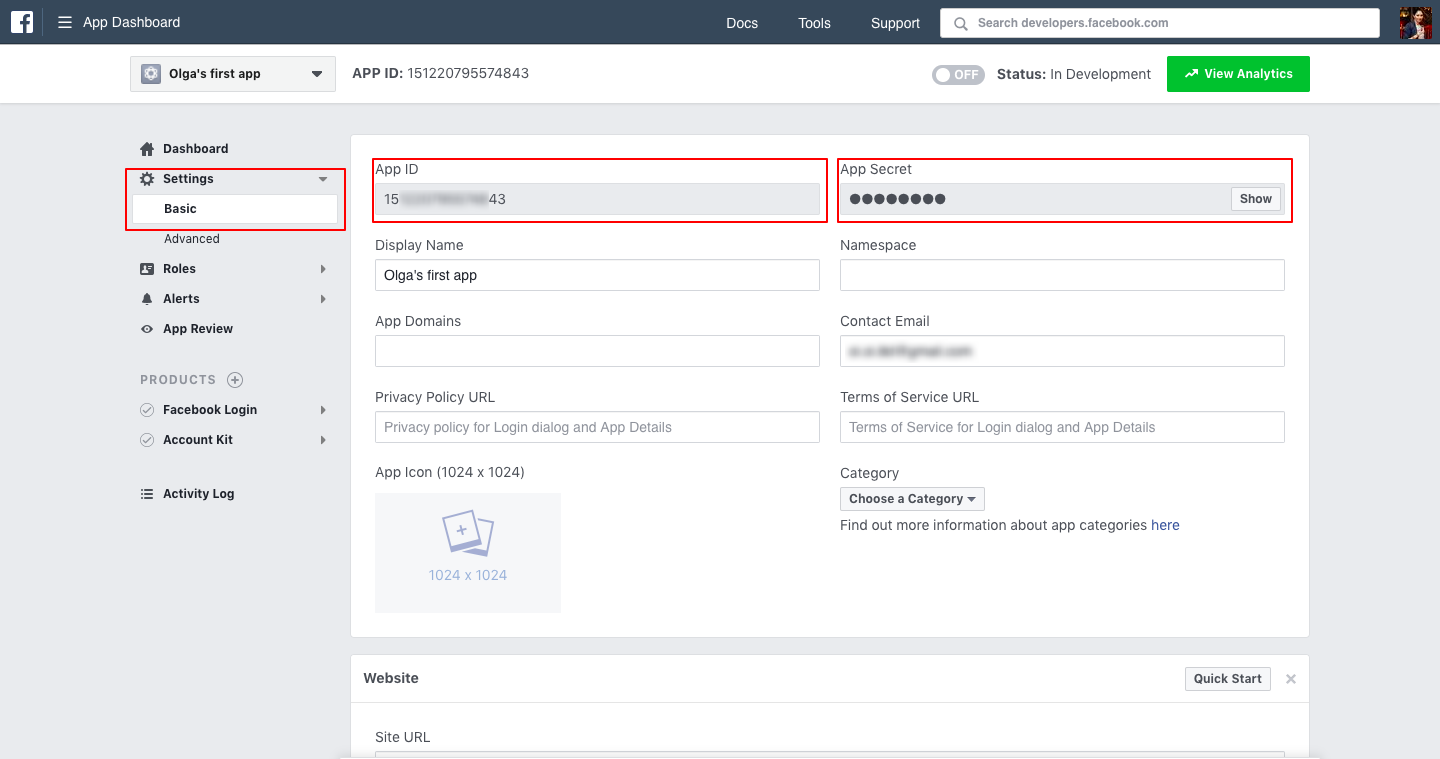 App Dashboard
Docs Tools Support
Search developers.facebook.com
Olga's first app
APP ID: 151220795574843
OFF
Status: In Development
View Analytics
Dashboard
Settings
Basic
Advanced
Roles
Alerts
App Review
PRODUCTS
Facebook Login
Account Kit
Activity Log
App ID
15 43
App Secret
●●●●●●●●
Show
Display Name
Olga's first app
Namespace
App Domains
Contact Email
Privacy Policy URL
Privacy policy for Login dialog and App Details
Terms of Service URL
Terms of Service for Login dialog and App Details
App Icon (1024 x 1024)
1024 x 1024
Category
Choose a Category
Find out more information about app categories here
Website
Quick Start
Site URL